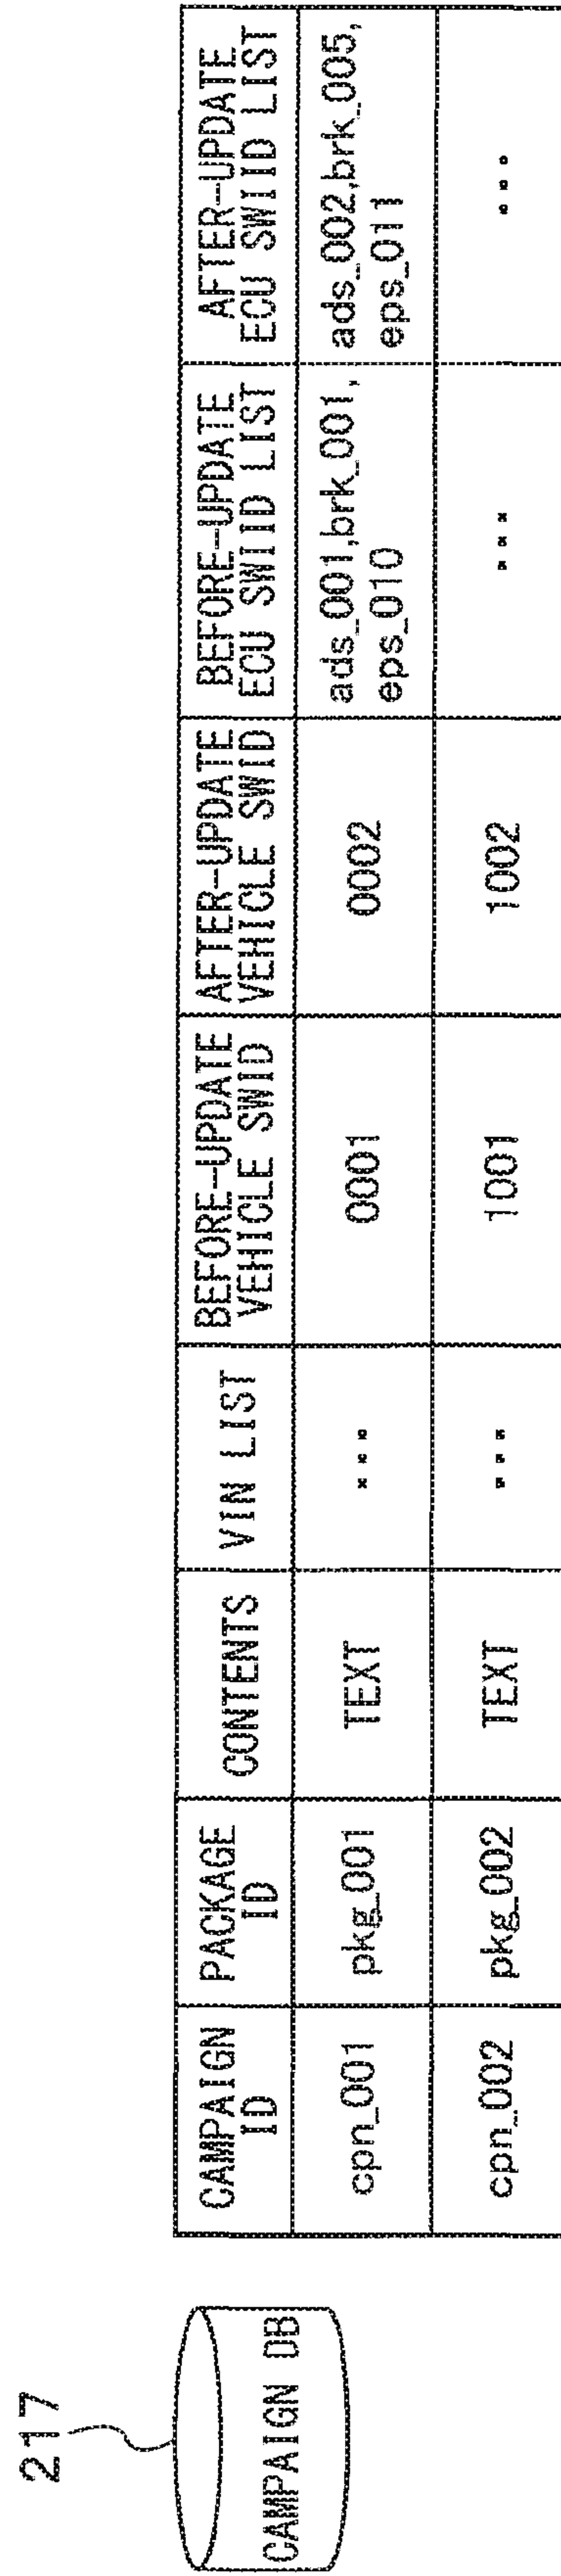 217
CAMPAIGN DB
CAMPAIGN
ID
PACKAGE
ID
CONTENTS
VIN LIST
BEFORE-UPDATE
VEHICLE SWID
AFTER-UPDATE
VEHICLE SWID
BEFORE-UPDATE
ECU SWIID LIST
AFTER-UPDATE
ECU SWIID LIST
cpn_001
pkg_001
TEXT
...
0001
0002
ads_001,brk_001,
eps_010
ads_002,brk_005,
eps_011
cpn_002
pkg_002
TEXT
...
1001
1002
...
...